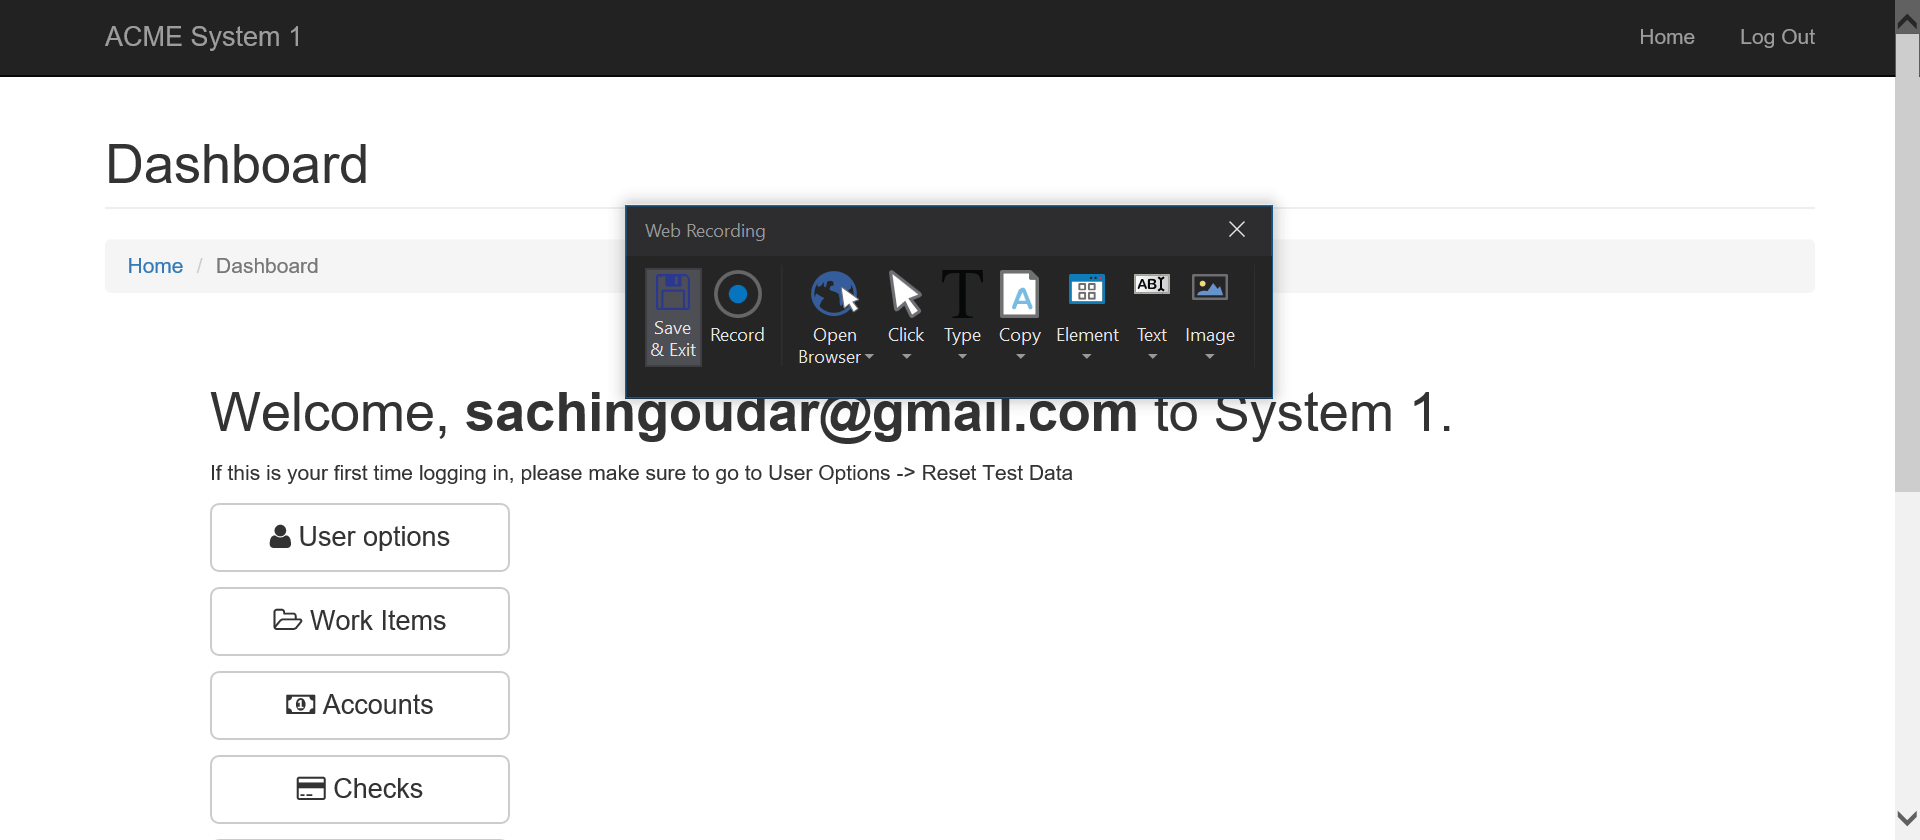 ACME System 1 Home Log Out
Dashboard
Home / Dashboard
Web Recording
Save & Exit
Record
Open Browser
Click
Type
Copy
Element
Text
Image
Welcome, sachingoudar@gmail.com to System 1.
If this is your first time logging in, please make sure to go to User Options -> Reset Test Data
User options
Work Items
Accounts
Checks